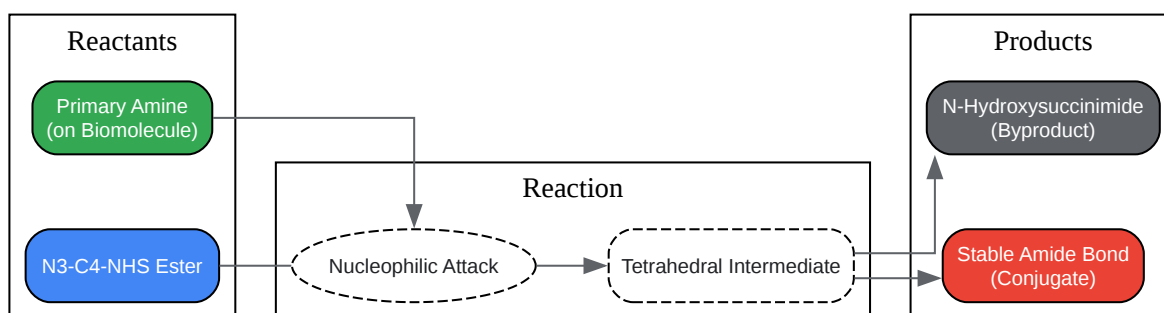 Reactants
Primary Amine
(on Biomolecule)
N3-C4-NHS Ester
Reaction
Nucleophilic Attack
Tetrahedral Intermediate
Products
N-Hydroxysuccinimide
(Byproduct)
Stable Amide Bond
(Conjugate)